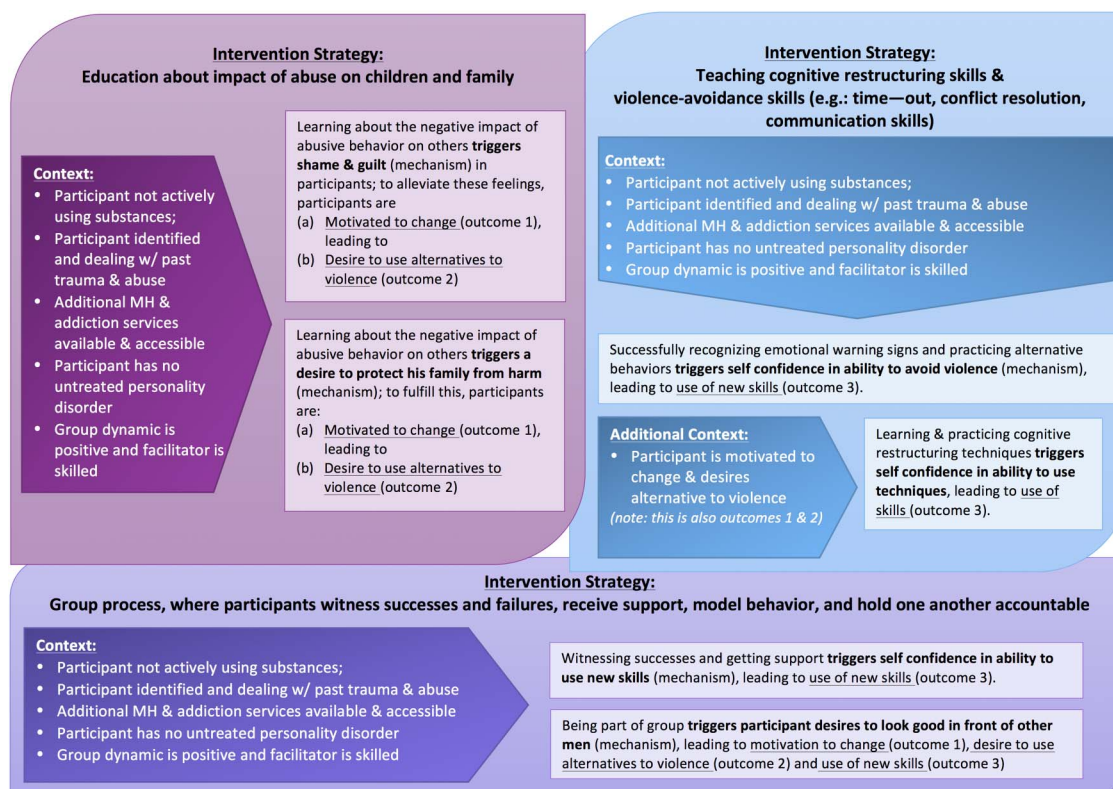 Intervention Strategy:
Education about impact of abuse on children and family
Context:
• Participant not actively
using substances;
• Participant identified
and dealing w/ past
trauma & abuse
• Additional MH &
addiction services
available & accessible
• Participant has no
untreated personality
disorder
• Group dynamic is
positive and facilitator is
skilled
Learning about the negative impact of
abusive behavior on others triggers
shame & guilt (mechanism) in
participants; to alleviate these feelings,
participants are
(a) Motivated to change (outcome 1),
leading to
(b) Desire to use alternatives to
violence (outcome 2)
Learning about the negative impact of
abusive behavior on others triggers a
desire to protect his family from harm
(mechanism); to fulfill this, participants
are:
(a) Motivated to change (outcome 1),
leading to
(b) Desire to use alternatives to
violence (outcome 2)
Intervention Strategy:
Teaching cognitive restructuring skills &
violence-avoidance skills (e.g.: time—out, conflict resolution,
communication skills)
Context:
• Participant not actively using substances;
• Participant identified and dealing w/ past trauma & abuse
• Additional MH & addiction services available & accessible
• Participant has no untreated personality disorder
• Group dynamic is positive and facilitator is skilled
Successfully recognizing emotional warning signs and practicing alternative
behaviors triggers self confidence in ability to avoid violence (mechanism),
leading to use of new skills (outcome 3).
Additional Context:
• Participant is motivated to
change & desires
alternative to violence
(note: this is also outcomes 1 & 2)
Learning & practicing cognitive
restructuring techniques triggers
self confidence in ability to use
techniques, leading to use of
skills (outcome 3).
Intervention Strategy:
Group process, where participants witness successes and failures, receive support, model behavior, and hold one another accountable
Context:
• Participant not actively using substances;
• Participant identified and dealing w/ past trauma & abuse
• Additional MH & addiction services available & accessible
• Participant has no untreated personality disorder
• Group dynamic is positive and facilitator is skilled
Witnessing successes and getting support triggers self confidence in ability to
use new skills (mechanism), leading to use of new skills (outcome 3).
Being part of group triggers participant desires to look good in front of other
men (mechanism), leading to motivation to change (outcome 1), desire to use
alternatives to violence (outcome 2) and use of new skills (outcome 3)